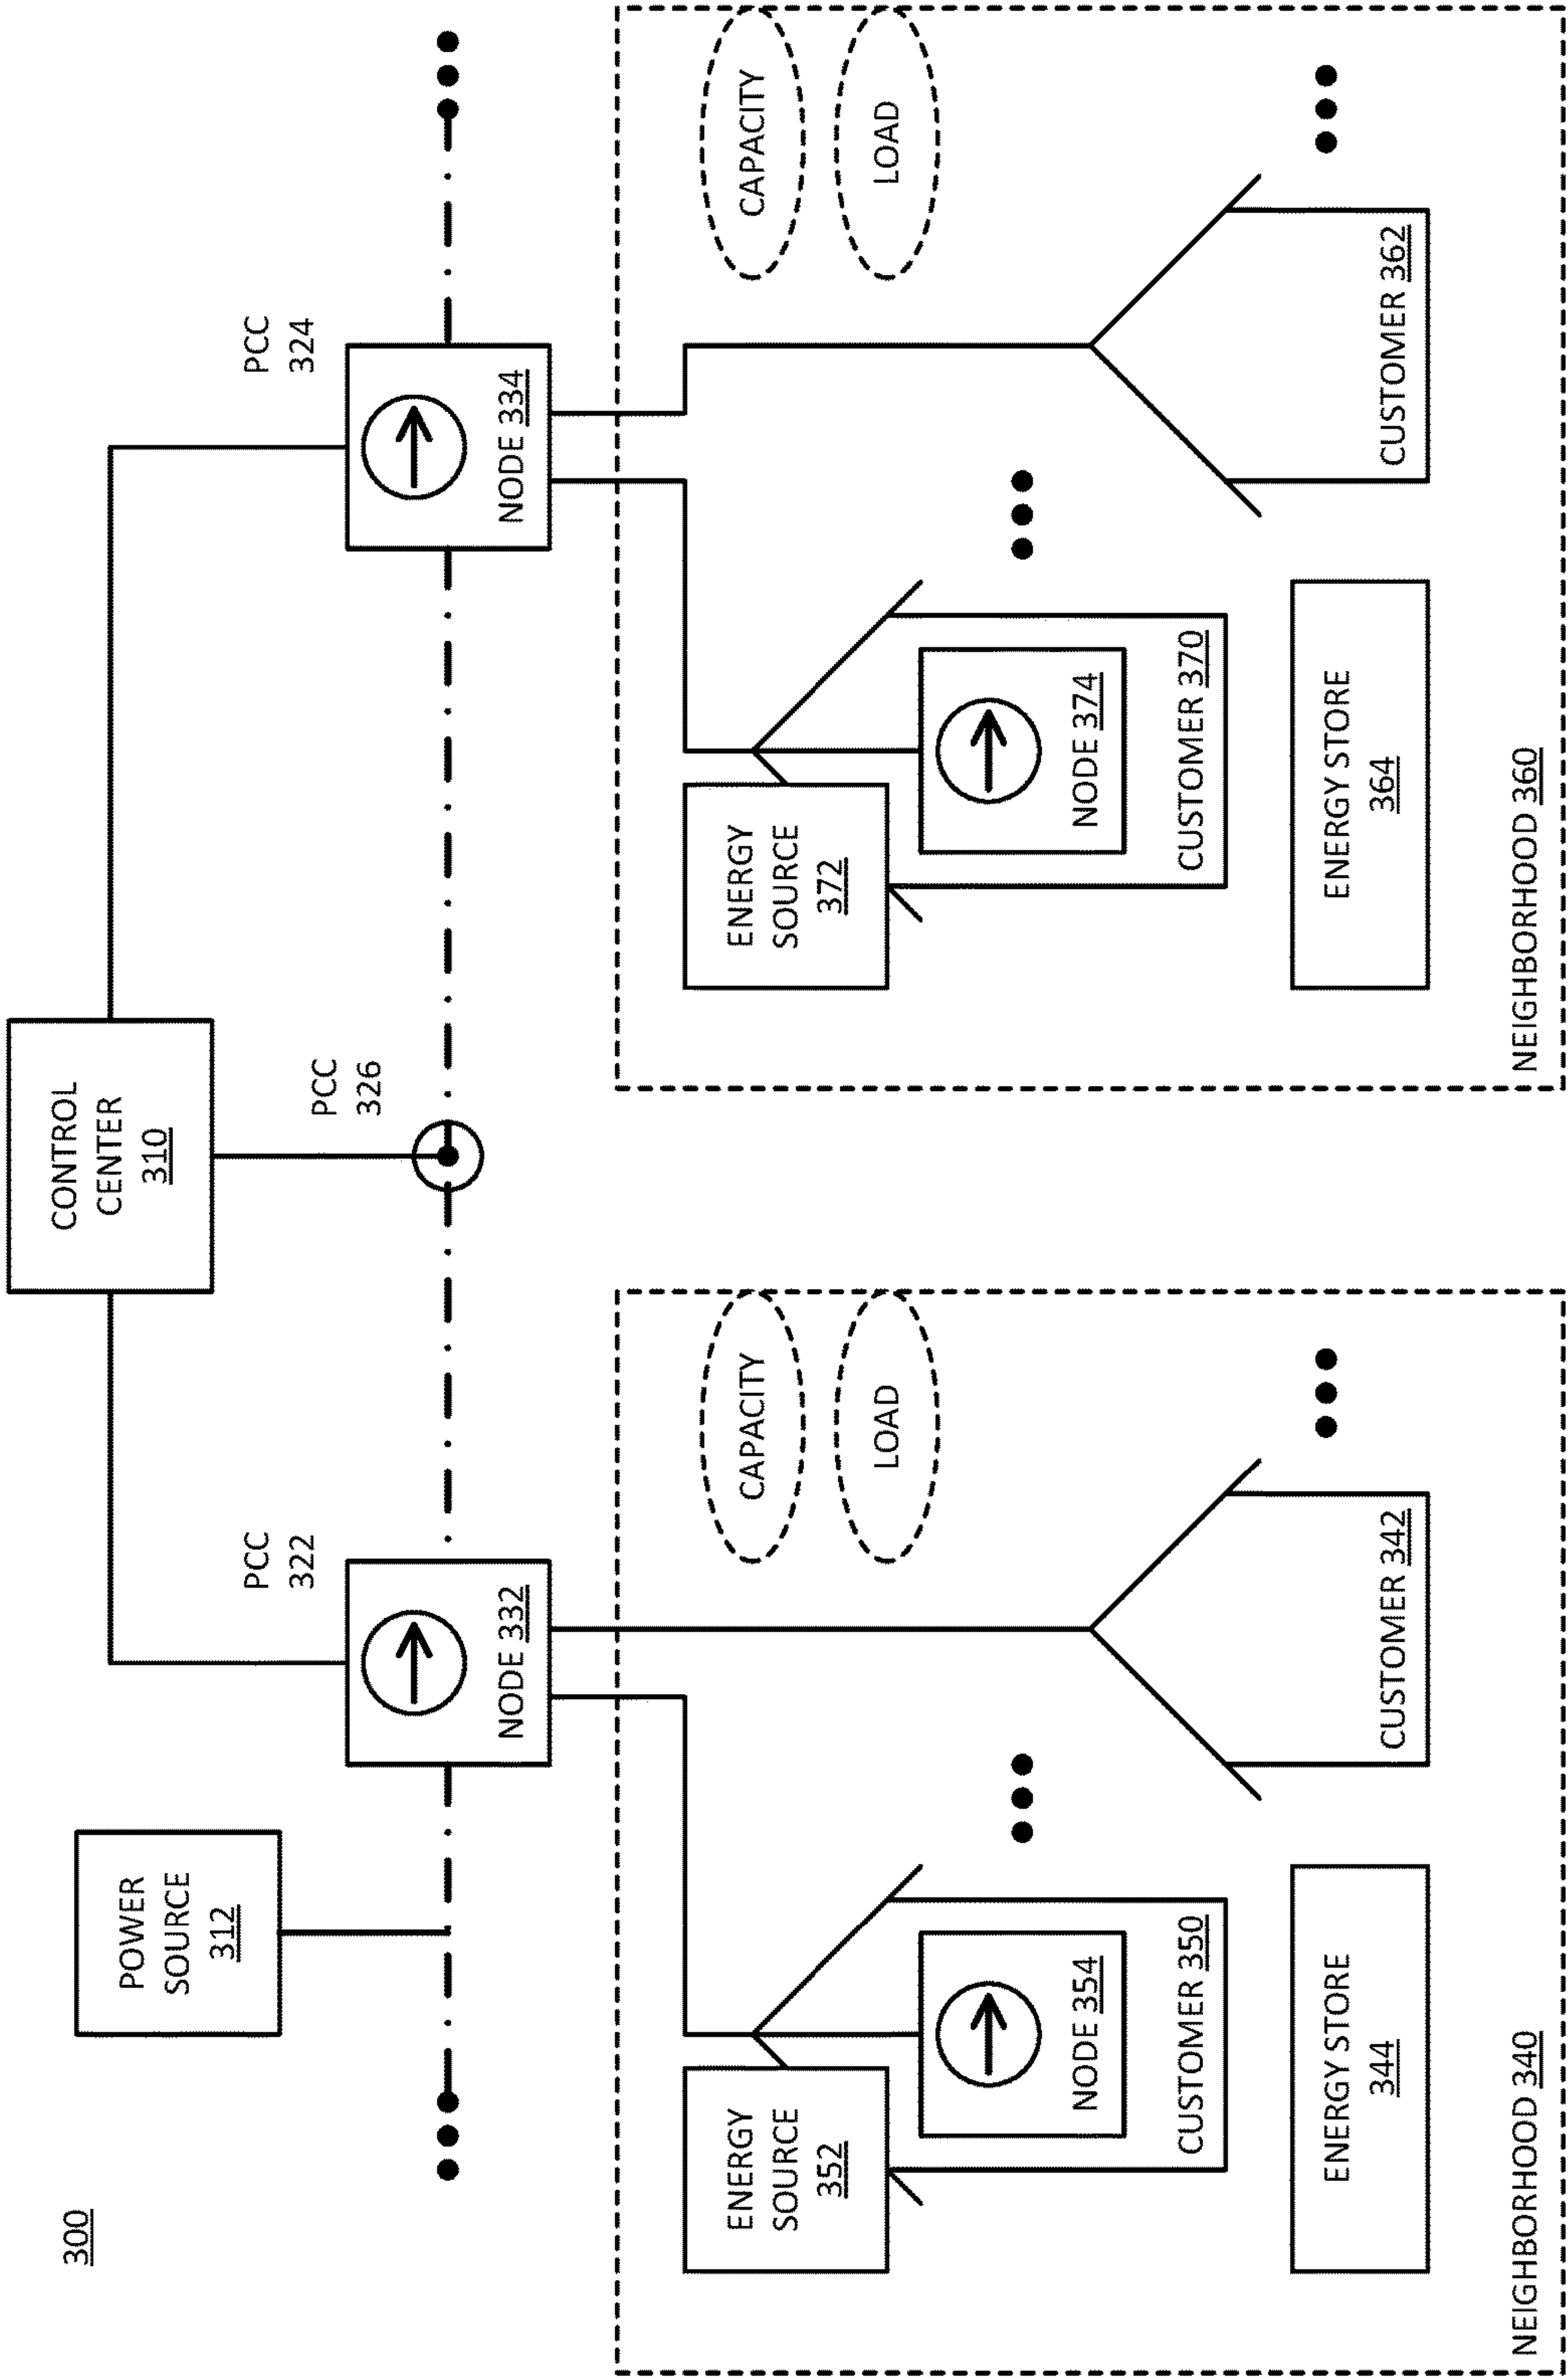 300
POWER
SOURCE
312
CONTROL
CENTER
310
PCC
322
PCC
326
PCC
324
NODE 332
NODE 334
ENERGY
SOURCE
352
NODE 354
CUSTOMER 350
ENERGY STORE
344
CUSTOMER 342
CAPACITY
LOAD
NEIGHBORHOOD 340
ENERGY
SOURCE
372
NODE 374
CUSTOMER 370
ENERGY STORE
364
CUSTOMER 362
CAPACITY
LOAD
NEIGHBORHOOD 360